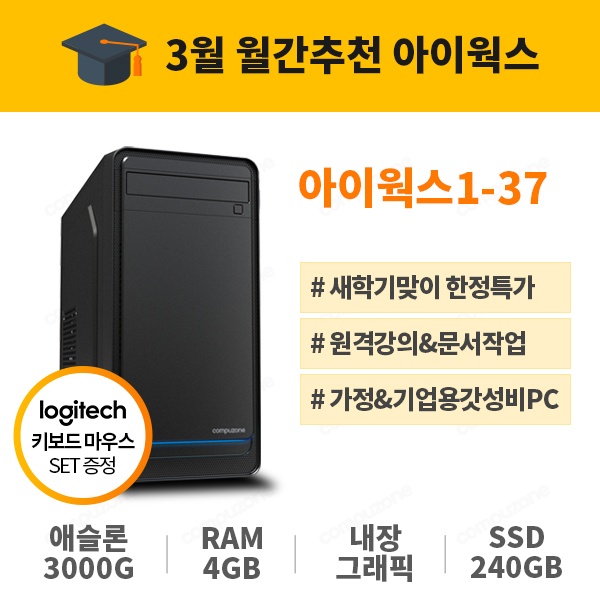 3월 월간추천 아이웍스
아이웍스1-37
# 새학기맞이 한정특가
# 원격강의&문서작업
# 가정&기업용갓성비PC
compuzone
logitech
키보드 마우스
SET 증정
애슬론
3000G
RAM
4GB
내장
그래픽
SSD
240GB